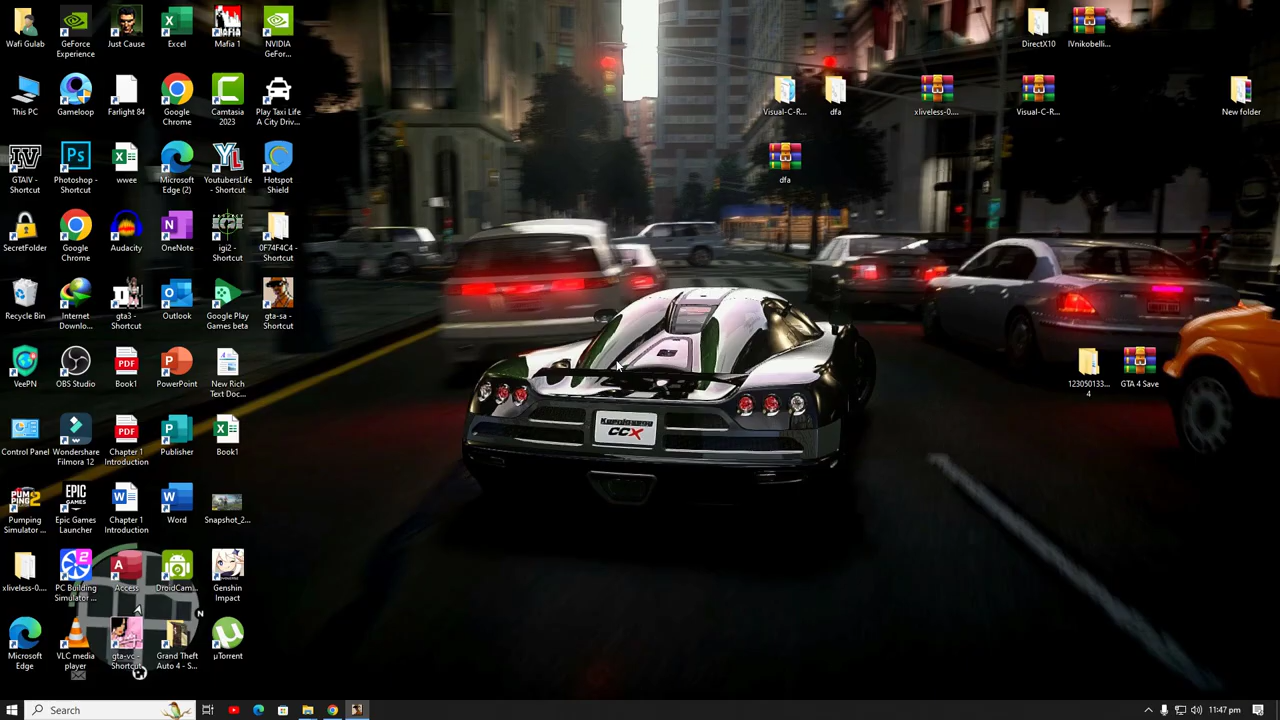 Wafi Gulab
GeForce Experience
Just Cause
Excel
Mafia 1
NVIDIA GeFor...
DirectX10
IVnikobelli...
This PC
Gameloop
Farlight 84
Google Chrome
Camtasia 2023
Play Taxi Life A City Driv...
Visual-C-R...
dfa
xliveless-0....
Visual-C-R...
New folder
GTAIV - Shortcut
Photoshop - Shortcut
wwee
Microsoft Edge (2)
YoutubersLife - Shortcut
Hotspot Shield
dfa
SecretFolder
Google Chrome
Audacity
OneNote
igi2 - Shortcut
0F74F4C4 - Shortcut
Recycle Bin
Internet Downlo...
gta3 - Shortcut
Outlook
Google Play Games beta
gta-sa - Shortcut
VeePN
OBS Studio
Book1
PowerPoint
New Rich Text Doc...
123050133... 4
GTA 4 Save
Control Panel
Wondershare Filmora 12
Chapter 1 Introduction
Publisher
Book1
CCX
Pumping Simulator ...
Epic Games Launcher
Chapter 1 Introduction
Word
Snapshot_2...
xliveless-0....
PC Building Simulator ...
Access
DroidCam...
Genshin Impact
N
Microsoft Edge
VLC media player
gta-vc - Shortcut
Grand Theft Auto 4 - S...
µTorrent
Search
11:47 pm